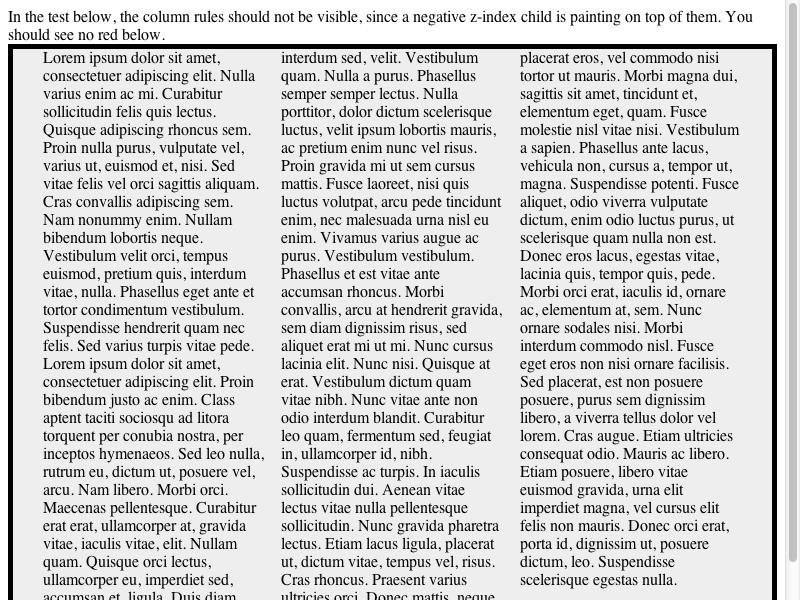 In the test below, the column rules should not be visible, since a negative z-index child is painting on top of them. You
should see no red below.
Lorem ipsum dolor sit amet,
consectetuer adipiscing elit. Nulla
varius enim ac mi. Curabitur
sollicitudin felis quis lectus.
Quisque adipiscing rhoncus sem.
Proin nulla purus, vulputate vel,
varius ut, euismod et, nisi. Sed
vitae felis vel orci sagittis aliquam.
Cras convallis adipiscing sem.
Nam nonummy enim. Nullam
bibendum lobortis neque.
Vestibulum velit orci, tempus
euismod, pretium quis, interdum
vitae, nulla. Phasellus eget ante et
tortor condimentum vestibulum.
Suspendisse hendrerit quam nec
felis. Sed varius turpis vitae pede.
Lorem ipsum dolor sit amet,
consectetuer adipiscing elit. Proin
bibendum justo ac enim. Class
aptent taciti sociosqu ad litora
torquent per conubia nostra, per
inceptos hymenaeos. Sed leo nulla,
rutrum eu, dictum ut, posuere vel,
arcu. Nam libero. Morbi orci.
Maecenas pellentesque. Curabitur
erat erat, ullamcorper at, gravida
vitae, iaculis vitae, elit. Nullam
quam. Quisque orci lectus,
ullamcorper eu, imperdiet sed,
accumsan et, ligula. Duis diam
interdum sed, velit. Vestibulum
quam. Nulla a purus. Phasellus
semper semper lectus. Nulla
porttitor, dolor dictum scelerisque
luctus, velit ipsum lobortis mauris,
ac pretium enim nunc vel risus.
Proin gravida mi ut sem cursus
mattis. Fusce laoreet, nisi quis
luctus volutpat, arcu pede tincidunt
enim, nec malesuada urna nisl eu
enim. Vivamus varius augue ac
purus. Vestibulum vestibulum.
Phasellus et est vitae ante
accumsan rhoncus. Morbi
convallis, arcu at hendrerit gravida,
sem diam dignissim risus, sed
aliquet erat mi ut mi. Nunc cursus
lacinia elit. Nunc nisi. Quisque at
erat. Vestibulum dictum quam
vitae nibh. Nunc vitae ante non
odio interdum blandit. Curabitur
leo quam, fermentum sed, feugiat
in, ullamcorper id, nibh.
Suspendisse ac turpis. In iaculis
sollicitudin dui. Aenean vitae
lectus vitae nulla pellentesque
sollicitudin. Nunc gravida pharetra
lectus. Etiam lacus ligula, placerat
ut, dictum vitae, tempus vel, risus.
Cras rhoncus. Praesent varius
ultricies orci. Donec mattis, neque
placerat eros, vel commodo nisi
tortor ut mauris. Morbi magna dui,
sagittis sit amet, tincidunt et,
elementum eget, quam. Fusce
molestie nisl vitae nisi. Vestibulum
a sapien. Phasellus ante lacus,
vehicula non, cursus a, tempor ut,
magna. Suspendisse potenti. Fusce
aliquet, odio viverra vulputate
dictum, enim odio luctus purus, ut
scelerisque quam nulla non est.
Donec eros lacus, egestas vitae,
lacinia quis, tempor quis, pede.
Morbi orci erat, iaculis id, ornare
ac, elementum at, sem. Nunc
ornare sodales nisi. Morbi
interdum commodo nisl. Fusce
eget eros non nisi ornare facilisis.
Sed placerat, est non posuere
posuere, purus sem dignissim
libero, a viverra tellus dolor vel
lorem. Cras augue. Etiam ultricies
consequat odio. Mauris ac libero.
Etiam posuere, libero vitae
euismod gravida, urna elit
imperdiet magna, vel cursus elit
felis non mauris. Donec orci erat,
porta id, dignissim ut, posuere
dictum, leo. Suspendisse
scelerisque egestas nulla.